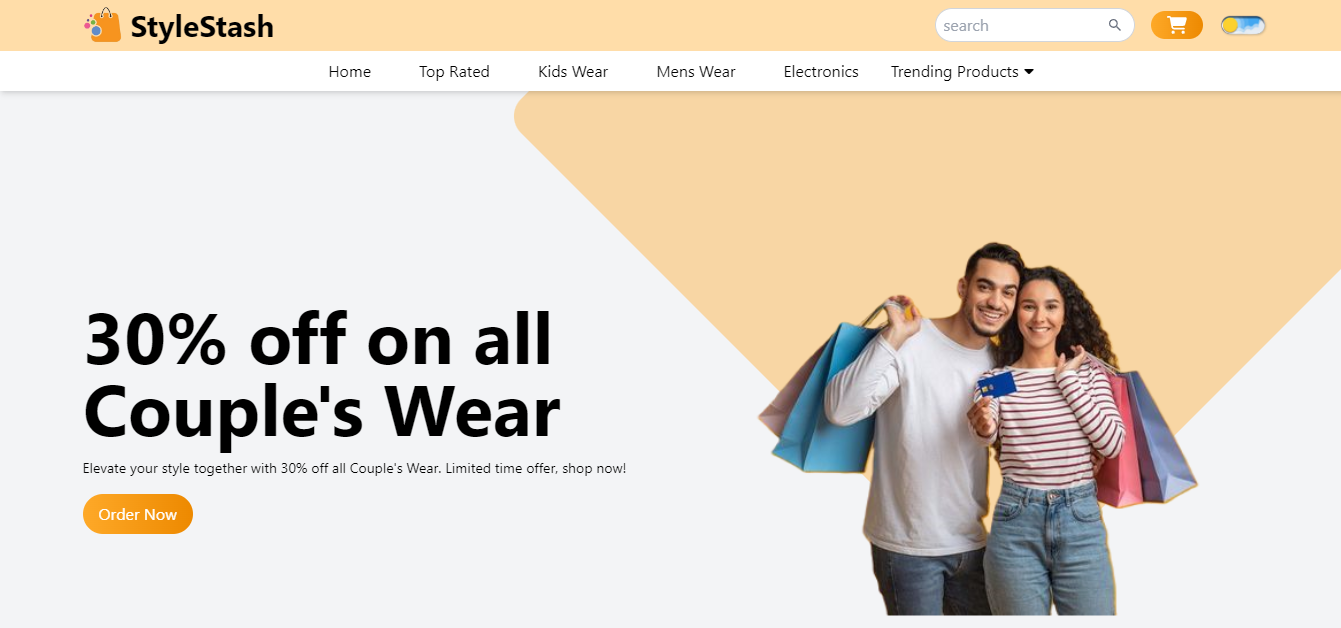 StyleStash
search
Home Top Rated Kids Wear Mens Wear Electronics Trending Products
30% off on all
Couple's Wear
Elevate your style together with 30% off all Couple's Wear. Limited time offer, shop now!
Order Now